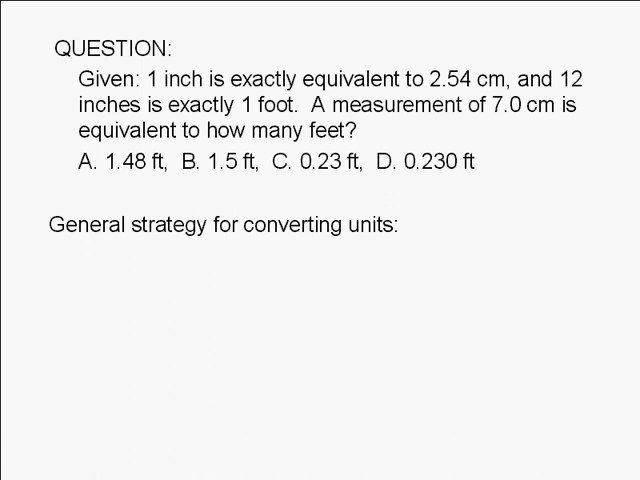 QUESTION:
Given: 1 inch is exactly equivalent to 2.54 cm, and 12
inches is exactly 1 foot.  A measurement of 7.0 cm is
equivalent to how many feet?
A. 1.48 ft,  B. 1.5 ft,  C. 0.23 ft,  D. 0.230 ft
General strategy for converting units: